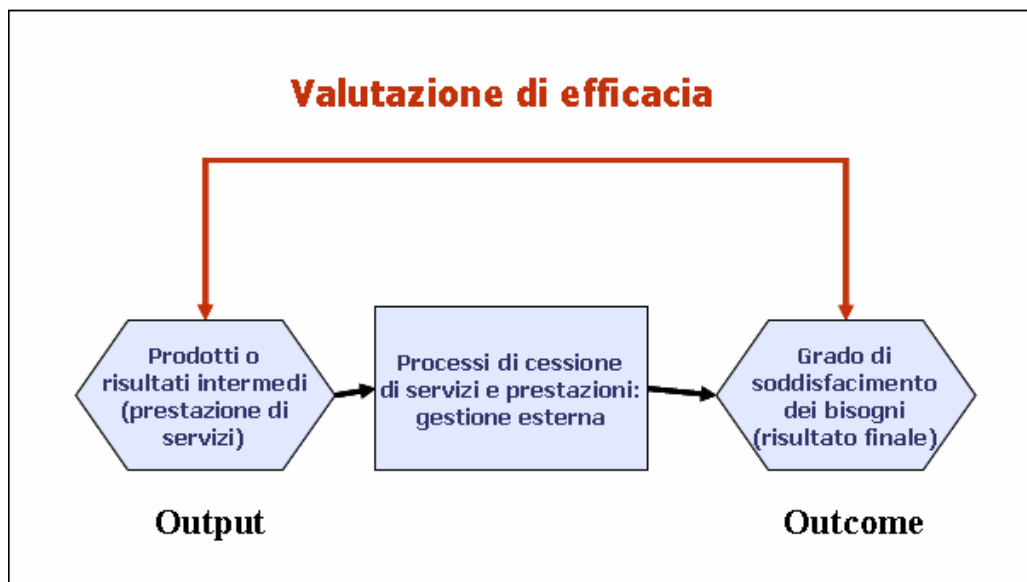 Valutazione di efficacia
Prodotti o
risultati intermedi
(prestazione di
servizi)
Processi di cessione
di servizi e prestazioni:
gestione esterna
Grado di
soddisfacimento
dei bisogni
(risultato finale)
Output
Outcome